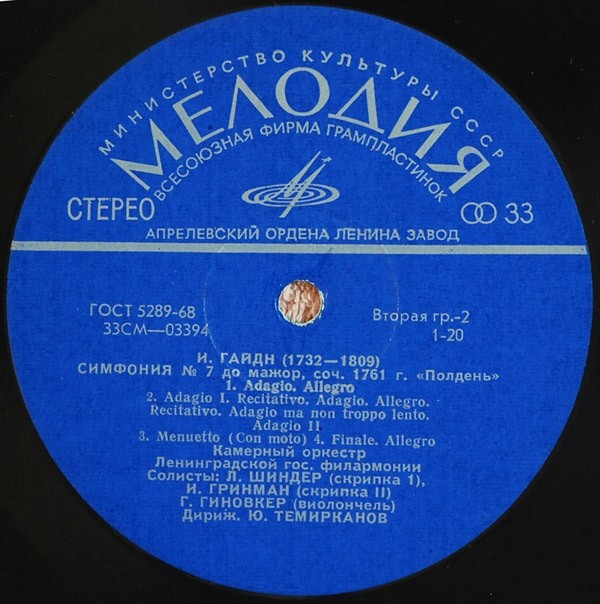 МИНИСТЕРСТВО КУЛЬТУРЫ СССР
МЕЛОДИЯ
ВСЕСОЮЗНАЯ ФИРМА ГРАМПЛАСТИНОК
СТЕРЕО
33
АПРЕЛЕВСКИЙ ОРДЕНА ЛЕНИНА ЗАВОД
ГОСТ 5289-68
33СМ—03394
Вторая гр.-2
1-20
И. ГАЙДН (1732—1809)
СИМФОНИЯ № 7 до мажор, соч. 1761 г. «Полдень»
1. Adagio. Allegro
2. Adagio I. Recitativo. Adagio. Allegro.
Recitativo. Adagio ma non troppo lento.
Adagio II
3. Menuetto (Con moto) 4. Finale. Allegro
Камерный оркестр
Ленинградской гос. филармонии
Солисты: Л. ШИНДЕР (скрипка 1),
И. ГРИНМАН (скрипка II)
Г. ГИНОВКЕР (виолончель)
Дириж. Ю. ТЕМИРКАНОВ